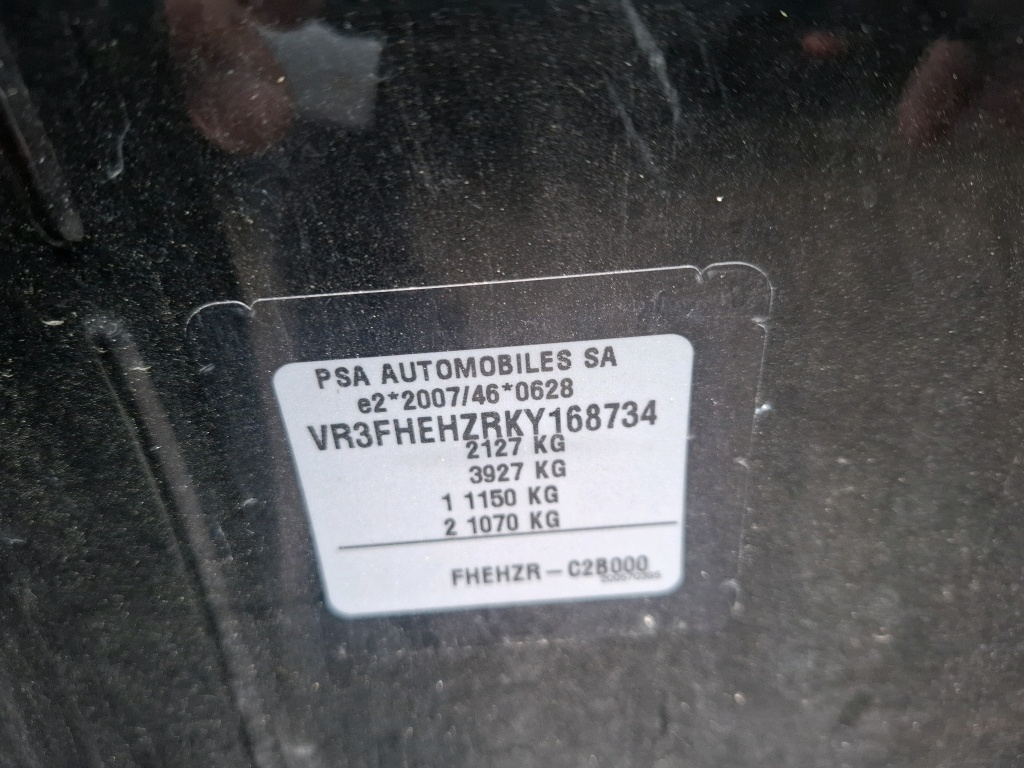 PSA AUTOMOBILES SA
e2*2007/46*0628
VR3FHEHZRKY168734
2127 KG
3927 KG
1 1150 KG
2 1070 KG
FHEHZR – C2B000